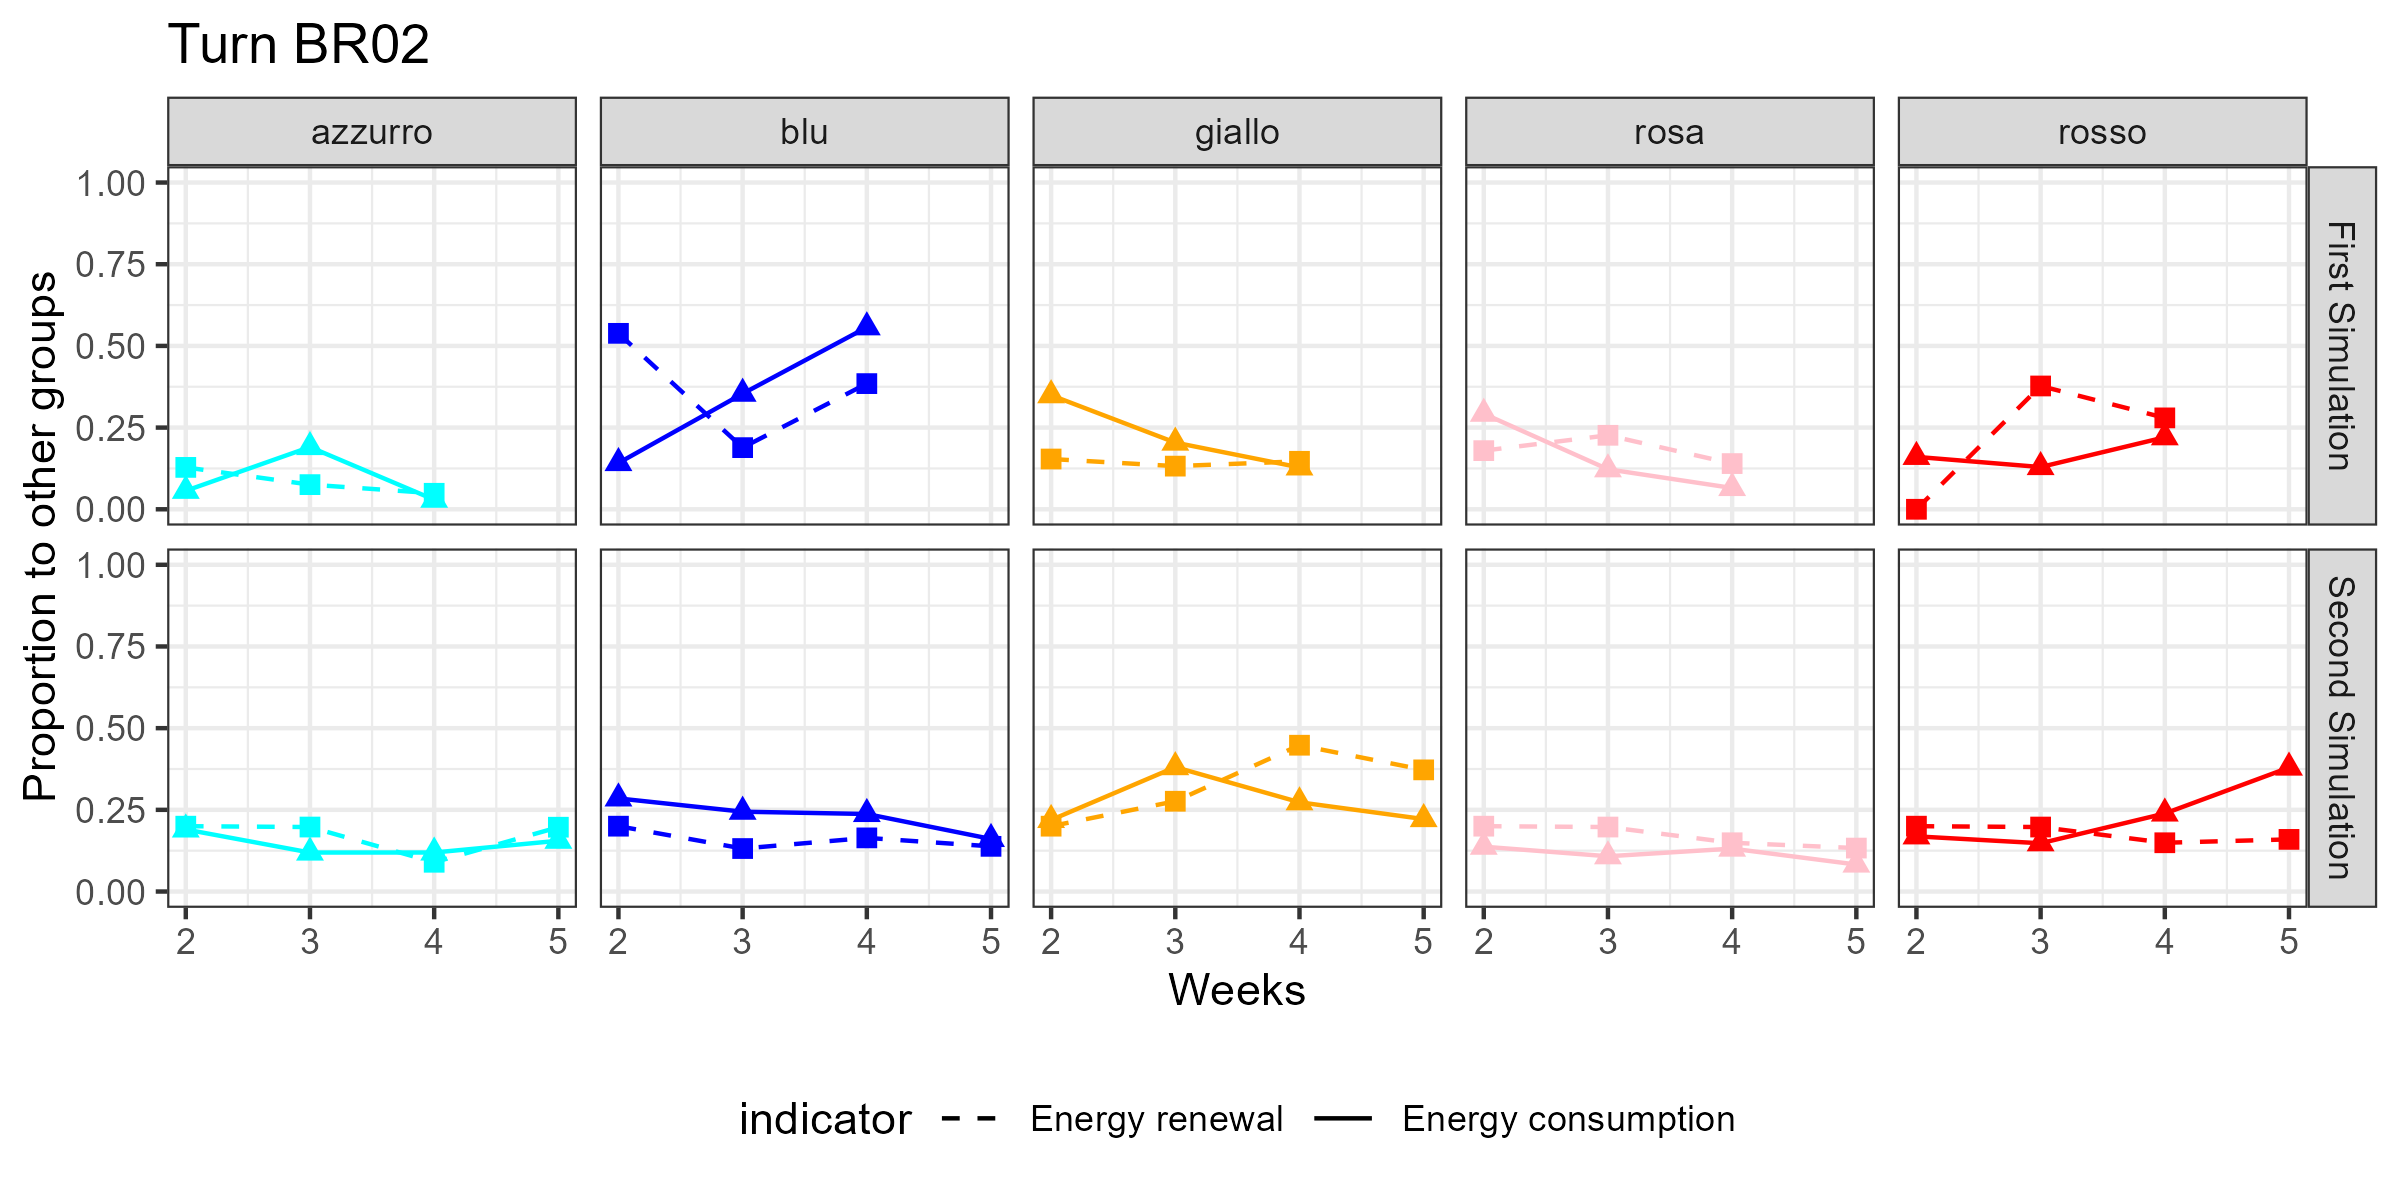 Turn BR02
azzurro blu giallo rosa rosso
Proportion to other groups
1.00
0.75
0.50
0.25
0.00
First Simulation
1.00
0.75
0.50
0.25
0.00
Second Simulation
2 3 4 5 2 3 4 5 2 3 4 5 2 3 4 5 2 3 4 5
Weeks
indicator Energy renewal Energy consumption